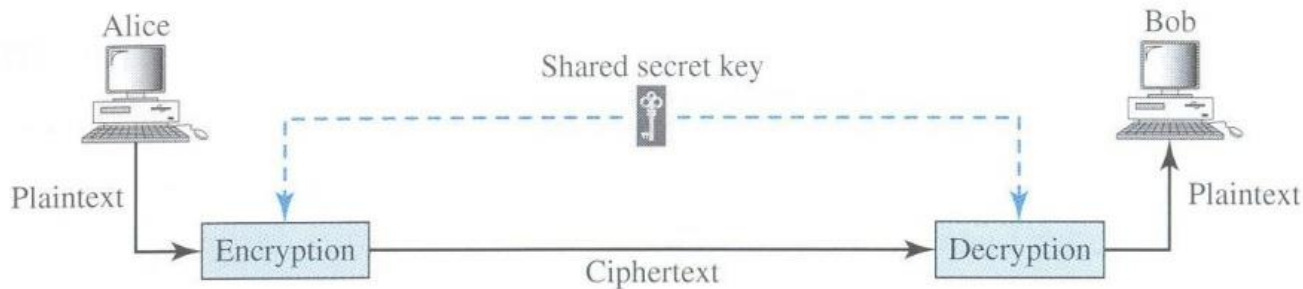 Alice
Bob
Shared secret key
Plaintext
Plaintext
Encryption
Decryption
Ciphertext